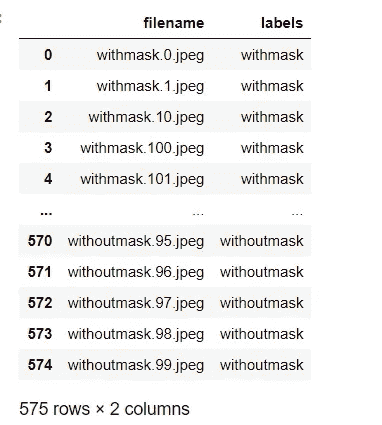 filename labels
0 withmask.0.jpeg withmask
1 withmask.1.jpeg withmask
2 withmask.10.jpeg withmask
3 withmask.100.jpeg withmask
4 withmask.101.jpeg withmask
... ... ...
570 withoutmask.95.jpeg withoutmask
571 withoutmask.96.jpeg withoutmask
572 withoutmask.97.jpeg withoutmask
573 withoutmask.98.jpeg withoutmask
574 withoutmask.99.jpeg withoutmask
575 rows × 2 columns